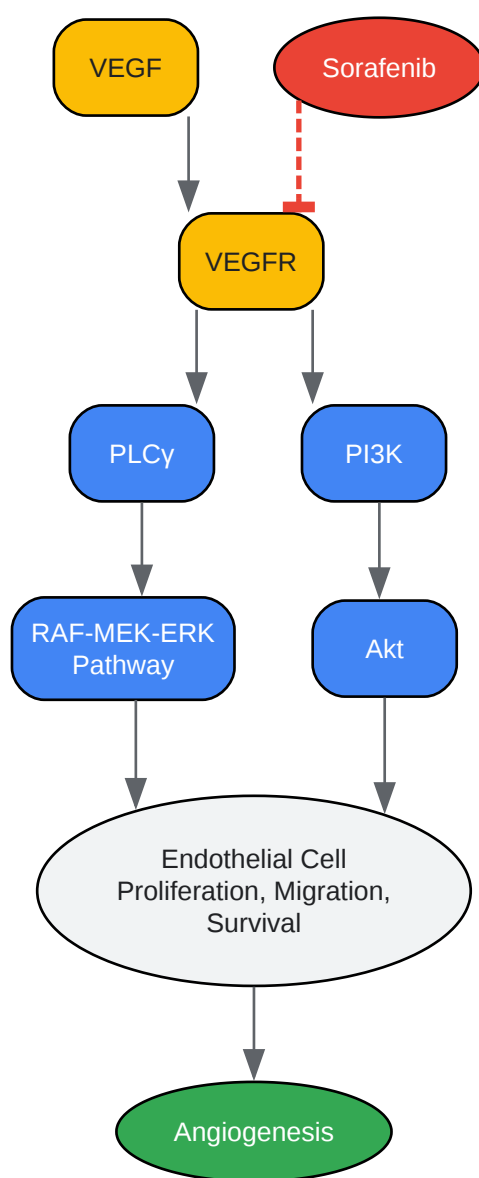 VEGF
Sorafenib
VEGFR
PLCγ
PI3K
RAF-MEK-ERK
Pathway
Akt
Endothelial Cell
Proliferation, Migration,
Survival
Angiogenesis